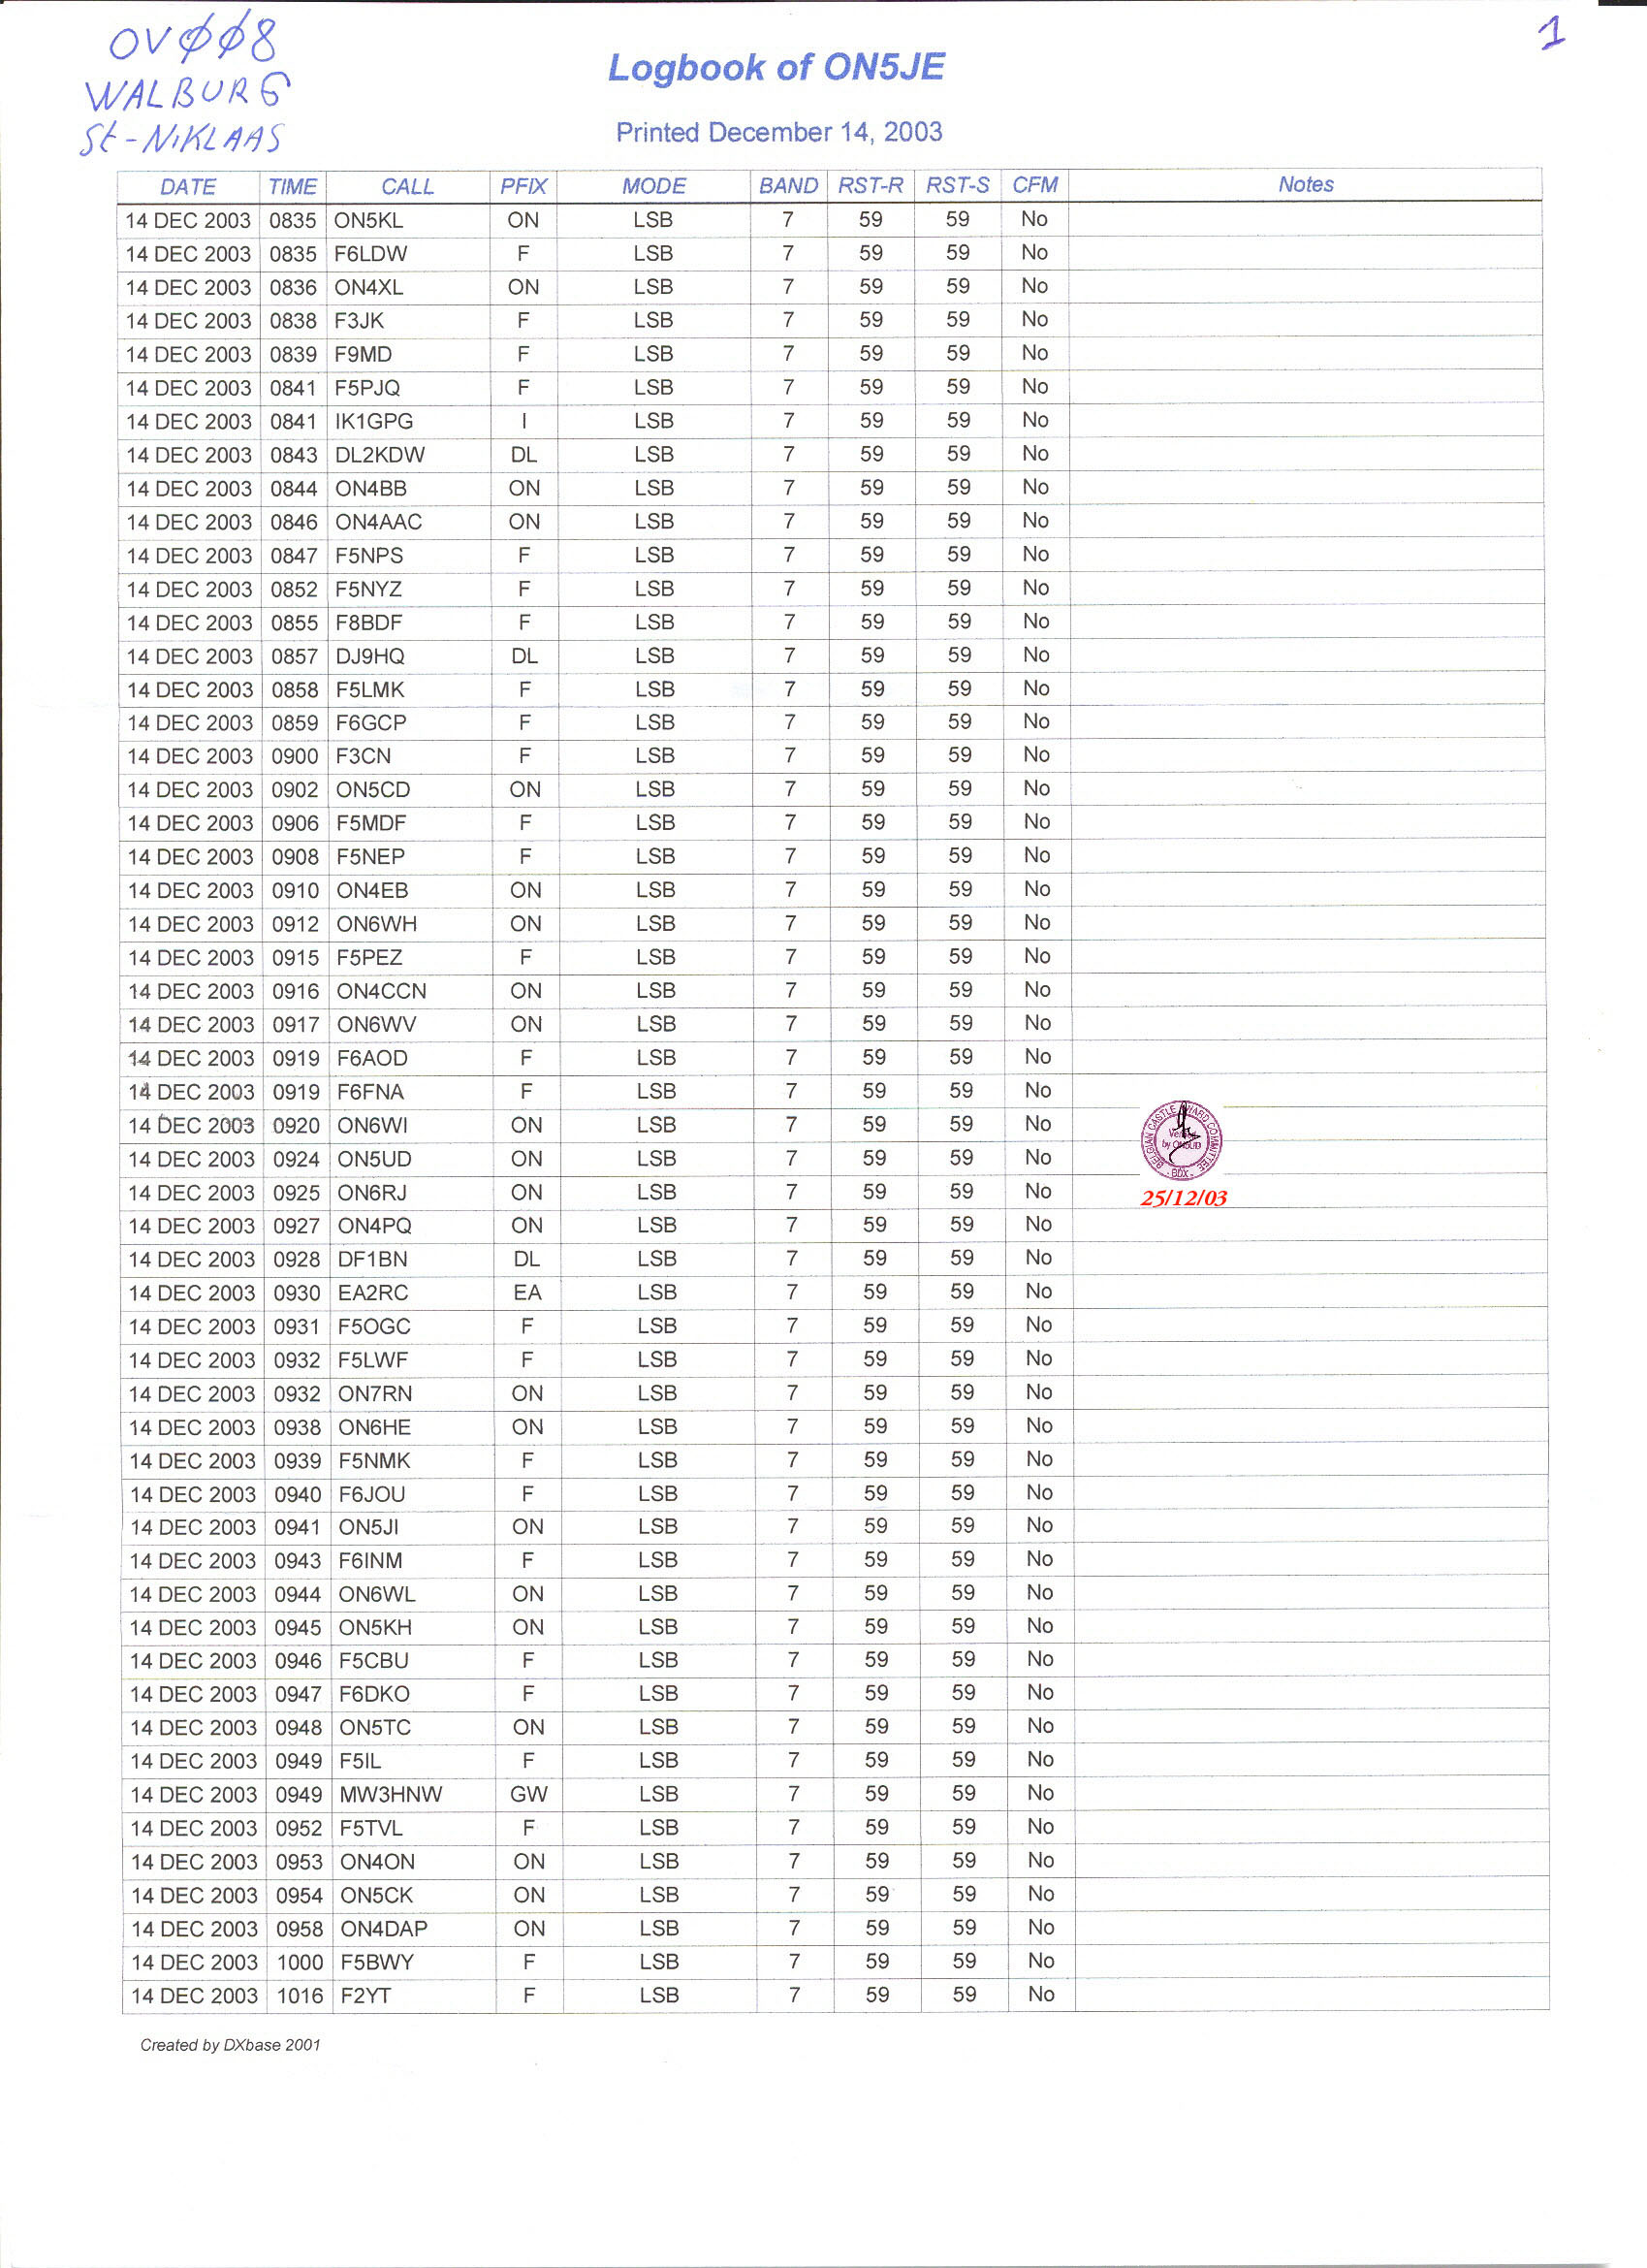 OVØØ8
WALBURG
St-NIKLAAS
1
Logbook of ON5JE
Printed December 14, 2003
DATE TIME CALL PFIX MODE BAND RST-R RST-S CFM Notes
14 DEC 2003 0835 ON5KL ON LSB 7 59 59 No
14 DEC 2003 0835 F6LDW F LSB 7 59 59 No
14 DEC 2003 0836 ON4XL ON LSB 7 59 59 No
14 DEC 2003 0838 F3JK F LSB 7 59 59 No
14 DEC 2003 0839 F9MD F LSB 7 59 59 No
14 DEC 2003 0841 F5PJQ F LSB 7 59 59 No
14 DEC 2003 0841 IK1GPG I LSB 7 59 59 No
14 DEC 2003 0843 DL2KDW DL LSB 7 59 59 No
14 DEC 2003 0844 ON4BB ON LSB 7 59 59 No
14 DEC 2003 0846 ON4AAC ON LSB 7 59 59 No
14 DEC 2003 0847 F5NPS F LSB 7 59 59 No
14 DEC 2003 0852 F5NYZ F LSB 7 59 59 No
14 DEC 2003 0855 F8BDF F LSB 7 59 59 No
14 DEC 2003 0857 DJ9HQ DL LSB 7 59 59 No
14 DEC 2003 0858 F5LMK F LSB 7 59 59 No
14 DEC 2003 0859 F6GCP F LSB 7 59 59 No
14 DEC 2003 0900 F3CN F LSB 7 59 59 No
14 DEC 2003 0902 ON5CD ON LSB 7 59 59 No
14 DEC 2003 0906 F5MDF F LSB 7 59 59 No
14 DEC 2003 0908 F5NEP F LSB 7 59 59 No
14 DEC 2003 0910 ON4EB ON LSB 7 59 59 No
14 DEC 2003 0912 ON6WH ON LSB 7 59 59 No
14 DEC 2003 0915 F5PEZ F LSB 7 59 59 No
14 DEC 2003 0916 ON4CCN ON LSB 7 59 59 No
14 DEC 2003 0917 ON6WV ON LSB 7 59 59 No
14 DEC 2003 0919 F6AOD F LSB 7 59 59 No
14 DEC 2003 0919 F6FNA F LSB 7 59 59 No
14 DEC 2003 0920 ON6WI ON LSB 7 59 59 No
14 DEC 2003 0924 ON5UD ON LSB 7 59 59 No
BELGIAN CASTLE AWARD COMMITTEE
by
BDX
14 DEC 2003 0925 ON6RJ ON LSB 7 59 59 No 25/12/03
14 DEC 2003 0927 ON4PQ ON LSB 7 59 59 No
14 DEC 2003 0928 DF1BN DL LSB 7 59 59 No
14 DEC 2003 0930 EA2RC EA LSB 7 59 59 No
14 DEC 2003 0931 F5OGC F LSB 7 59 59 No
14 DEC 2003 0932 F5LWF F LSB 7 59 59 No
14 DEC 2003 0932 ON7RN ON LSB 7 59 59 No
14 DEC 2003 0938 ON6HE ON LSB 7 59 59 No
14 DEC 2003 0939 F5NMK F LSB 7 59 59 No
14 DEC 2003 0940 F6JOU F LSB 7 59 59 No
14 DEC 2003 0941 ON5JI ON LSB 7 59 59 No
14 DEC 2003 0943 F6INM F LSB 7 59 59 No
14 DEC 2003 0944 ON6WL ON LSB 7 59 59 No
14 DEC 2003 0945 ON5KH ON LSB 7 59 59 No
14 DEC 2003 0946 F5CBU F LSB 7 59 59 No
14 DEC 2003 0947 F6DKO F LSB 7 59 59 No
14 DEC 2003 0948 ON5TC ON LSB 7 59 59 No
14 DEC 2003 0949 F5IL F LSB 7 59 59 No
14 DEC 2003 0949 MW3HNW GW LSB 7 59 59 No
14 DEC 2003 0952 F5TVL F LSB 7 59 59 No
14 DEC 2003 0953 ON4ON ON LSB 7 59 59 No
14 DEC 2003 0954 ON5CK ON LSB 7 59 59 No
14 DEC 2003 0958 ON4DAP ON LSB 7 59 59 No
14 DEC 2003 1000 F5BWY F LSB 7 59 59 No
14 DEC 2003 1016 F2YT F LSB 7 59 59 No
Created by DXbase 2001